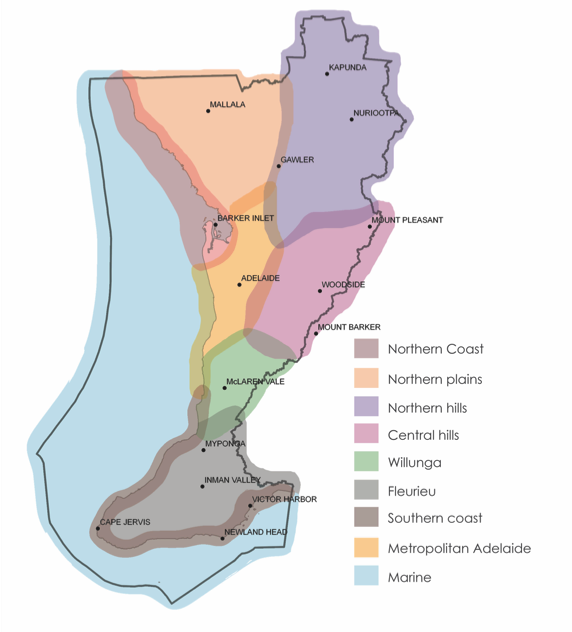 KAPUNDA
MALLALA
NURIOOTPA
GAWLER
BARKER INLET
MOUNT PLEASANT
ADELAIDE
WOODSIDE
MOUNT BARKER
Northern Coast
Northern plains
McLAREN VALE
Northern hills
Central hills
MYPONGA
Willunga
INMAN VALLEY
Fleurieu
VICTOR HARBOR
Southern coast
CAPE JERVIS
NEWLAND HEAD
Metropolitan Adelaide
Marine